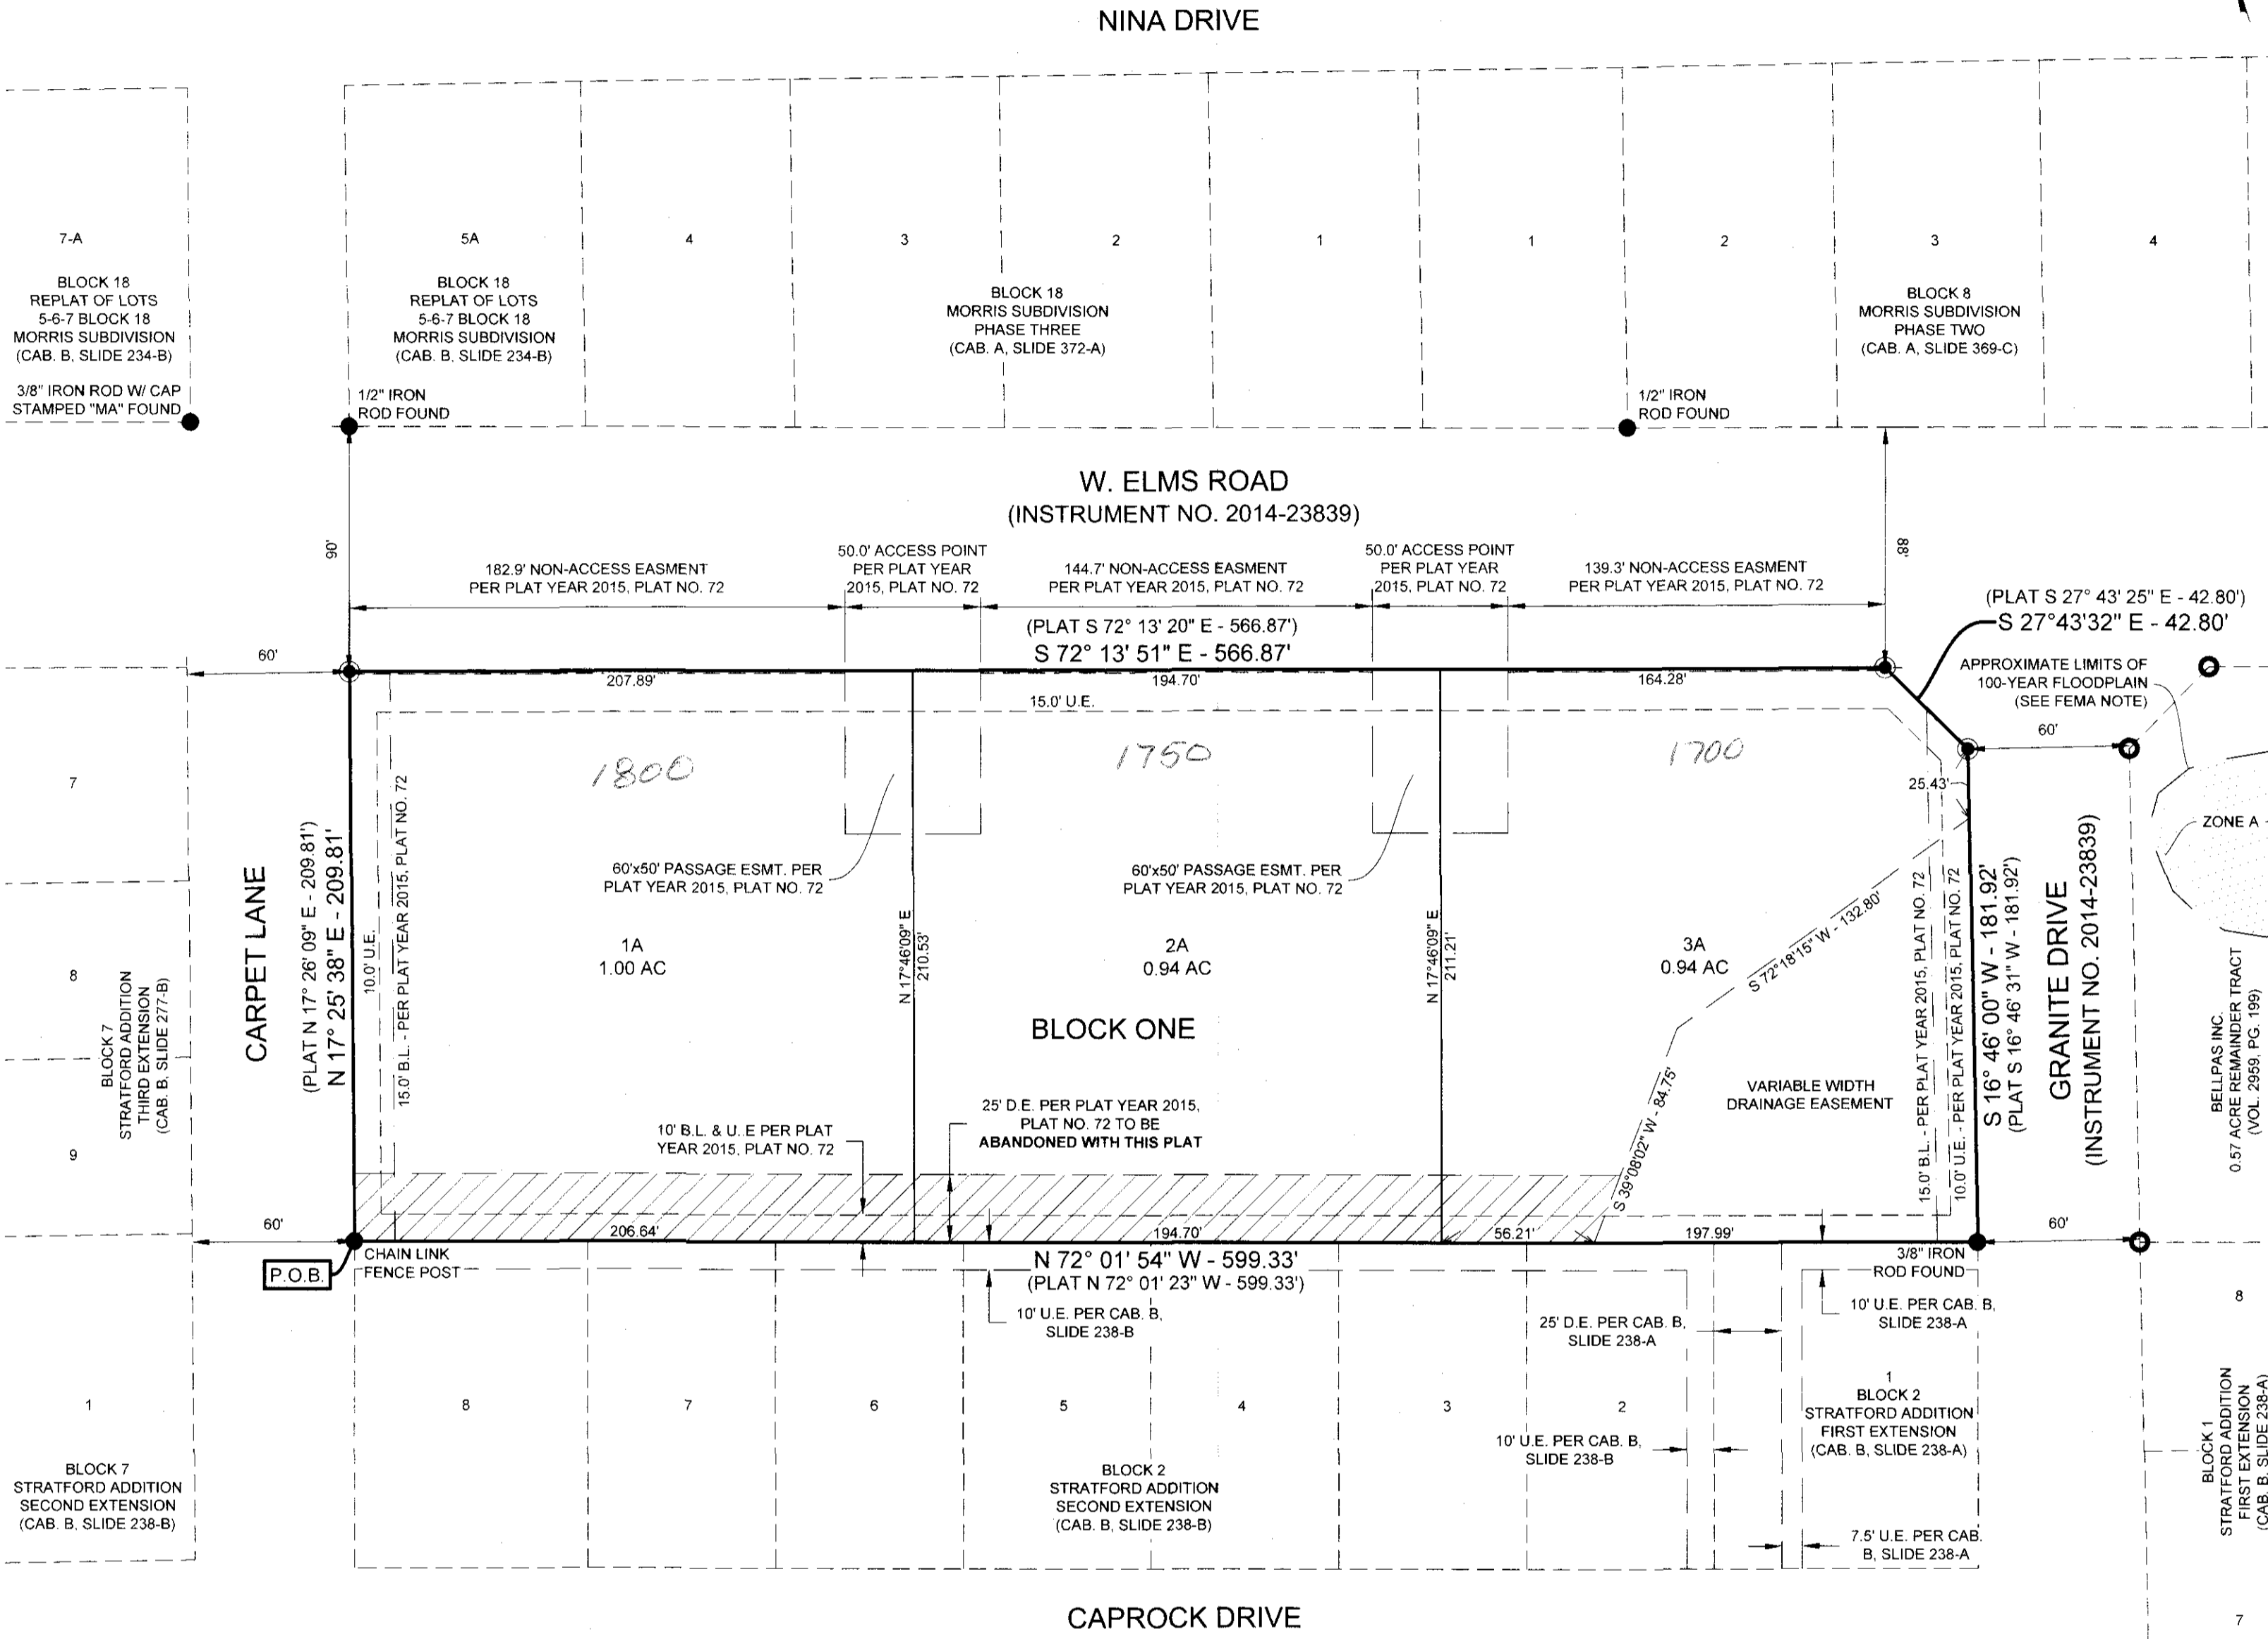 NINA DRIVE
7-A
BLOCK 18
REPLAT OF LOTS
5-6-7 BLOCK 18
MORRIS SUBDIVISION
(CAB. B, SLIDE 234-B)
3/8" IRON ROD W/ CAP
STAMPED "MA" FOUND
5A
BLOCK 18
REPLAT OF LOTS
5-6-7 BLOCK 18
MORRIS SUBDIVISION
(CAB. B, SLIDE 234-B)
1/2" IRON
ROD FOUND
4
3
2
BLOCK 18
MORRIS SUBDIVISION
PHASE THREE
(CAB. A, SLIDE 372-A)
1
1
2
1/2" IRON
ROD FOUND
3
BLOCK 8
MORRIS SUBDIVISION
PHASE TWO
(CAB. A, SLIDE 369-C)
4
W. ELMS ROAD
(INSTRUMENT NO. 2014-23839)
90'
88'
182.9' NON-ACCESS EASMENT
PER PLAT YEAR 2015, PLAT NO. 72
50.0' ACCESS POINT
PER PLAT YEAR
2015, PLAT NO. 72
144.7' NON-ACCESS EASMENT
PER PLAT YEAR 2015, PLAT NO. 72
50.0' ACCESS POINT
PER PLAT YEAR
2015, PLAT NO. 72
139.3' NON-ACCESS EASMENT
PER PLAT YEAR 2015, PLAT NO. 72
(PLAT S 27° 43' 25" E - 42.80')
S 27°43'32" E - 42.80'
(PLAT S 72° 13' 20" E - 566.87')
S 72° 13' 51" E - 566.87'
60'
207.89'
194.70'
164.28'
15.0' U.E.
APPROXIMATE LIMITS OF
100-YEAR FLOODPLAIN
(SEE FEMA NOTE)
60'
1800
1750
1700
25.43'
ZONE A
7
8
9
BLOCK 7
STRATFORD ADDITION
THIRD EXTENSION
(CAB. B, SLIDE 277-B)
CARPET LANE
(PLAT N 17° 26' 09" E - 209.81')
N 17° 25' 38" E - 209.81'
10.0' U.E.
15.0' B.L. - PER PLAT YEAR 2015, PLAT NO. 72
60'x50' PASSAGE ESMT. PER
PLAT YEAR 2015, PLAT NO. 72
60'x50' PASSAGE ESMT. PER
PLAT YEAR 2015, PLAT NO. 72
1A
1.00 AC
N 17°46'09" E
210.53'
2A
0.94 AC
N 17°46'09" E
211.21'
3A
0.94 AC
BLOCK ONE
S 72°18'15" W - 132.80'
S 39°08'02" W - 84.75'
VARIABLE WIDTH
DRAINAGE EASEMENT
15.0' B.L. - PER PLAT YEAR 2015, PLAT NO. 72
10.0' U.E. - PER PLAT YEAR 2015, PLAT NO. 72
S 16° 46' 00" W - 181.92'
(PLAT S 16° 46' 31" W - 181.92')
GRANITE DRIVE
(INSTRUMENT NO. 2014-23839)
BELLPAS INC.
0.57 ACRE REMAINDER TRACT
(VOL. 2959, PG. 199)
10' B.L. & U..E PER PLAT
YEAR 2015, PLAT NO. 72
25' D.E. PER PLAT YEAR 2015,
PLAT NO. 72 TO BE
ABANDONED WITH THIS PLAT
60'
206.64'
194.70'
56.21'
197.99'
60'
P.O.B.
CHAIN LINK
FENCE POST
N 72° 01' 54" W - 599.33'
(PLAT N 72° 01' 23" W - 599.33')
3/8" IRON
ROD FOUND
10' U.E. PER CAB. B,
SLIDE 238-B
25' D.E. PER CAB. B,
SLIDE 238-A
10' U.E. PER CAB. B,
SLIDE 238-A
1
BLOCK 7
STRATFORD ADDITION
SECOND EXTENSION
(CAB. B, SLIDE 238-B)
8
7
6
5
4
3
2
BLOCK 2
STRATFORD ADDITION
SECOND EXTENSION
(CAB. B, SLIDE 238-B)
10' U.E. PER CAB. B,
SLIDE 238-B
1
BLOCK 2
STRATFORD ADDITION
FIRST EXTENSION
(CAB. B, SLIDE 238-A)
7.5' U.E. PER CAB.
B, SLIDE 238-A
8
BLOCK 1
STRATFORD ADDITION
FIRST EXTENSION
(CAB. B, SLIDE 238-A)
7
CAPROCK DRIVE